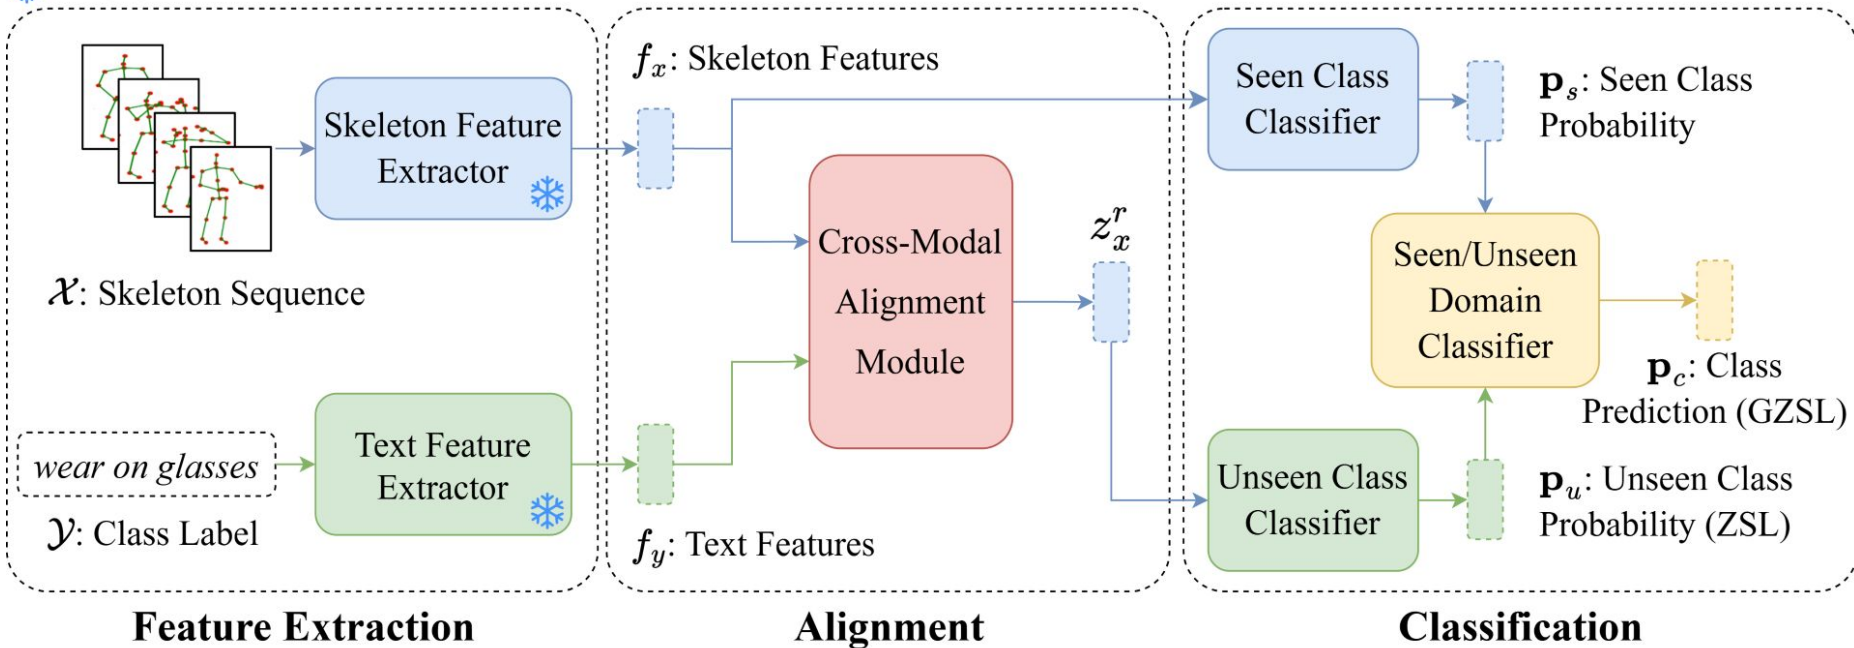 Skeleton Feature
Extractor
𝒳: Skeleton Sequence
wear on glasses
𝒴: Class Label
Text Feature
Extractor
Feature Extraction
f_x: Skeleton Features
Cross-Modal
Alignment
Module
z_x^r
f_y: Text Features
Alignment
Seen Class
Classifier
p_s: Seen Class
Probability
Seen/Unseen
Domain
Classifier
p_c: Class
Prediction (GZSL)
Unseen Class
Classifier
p_u: Unseen Class
Probability (ZSL)
Classification